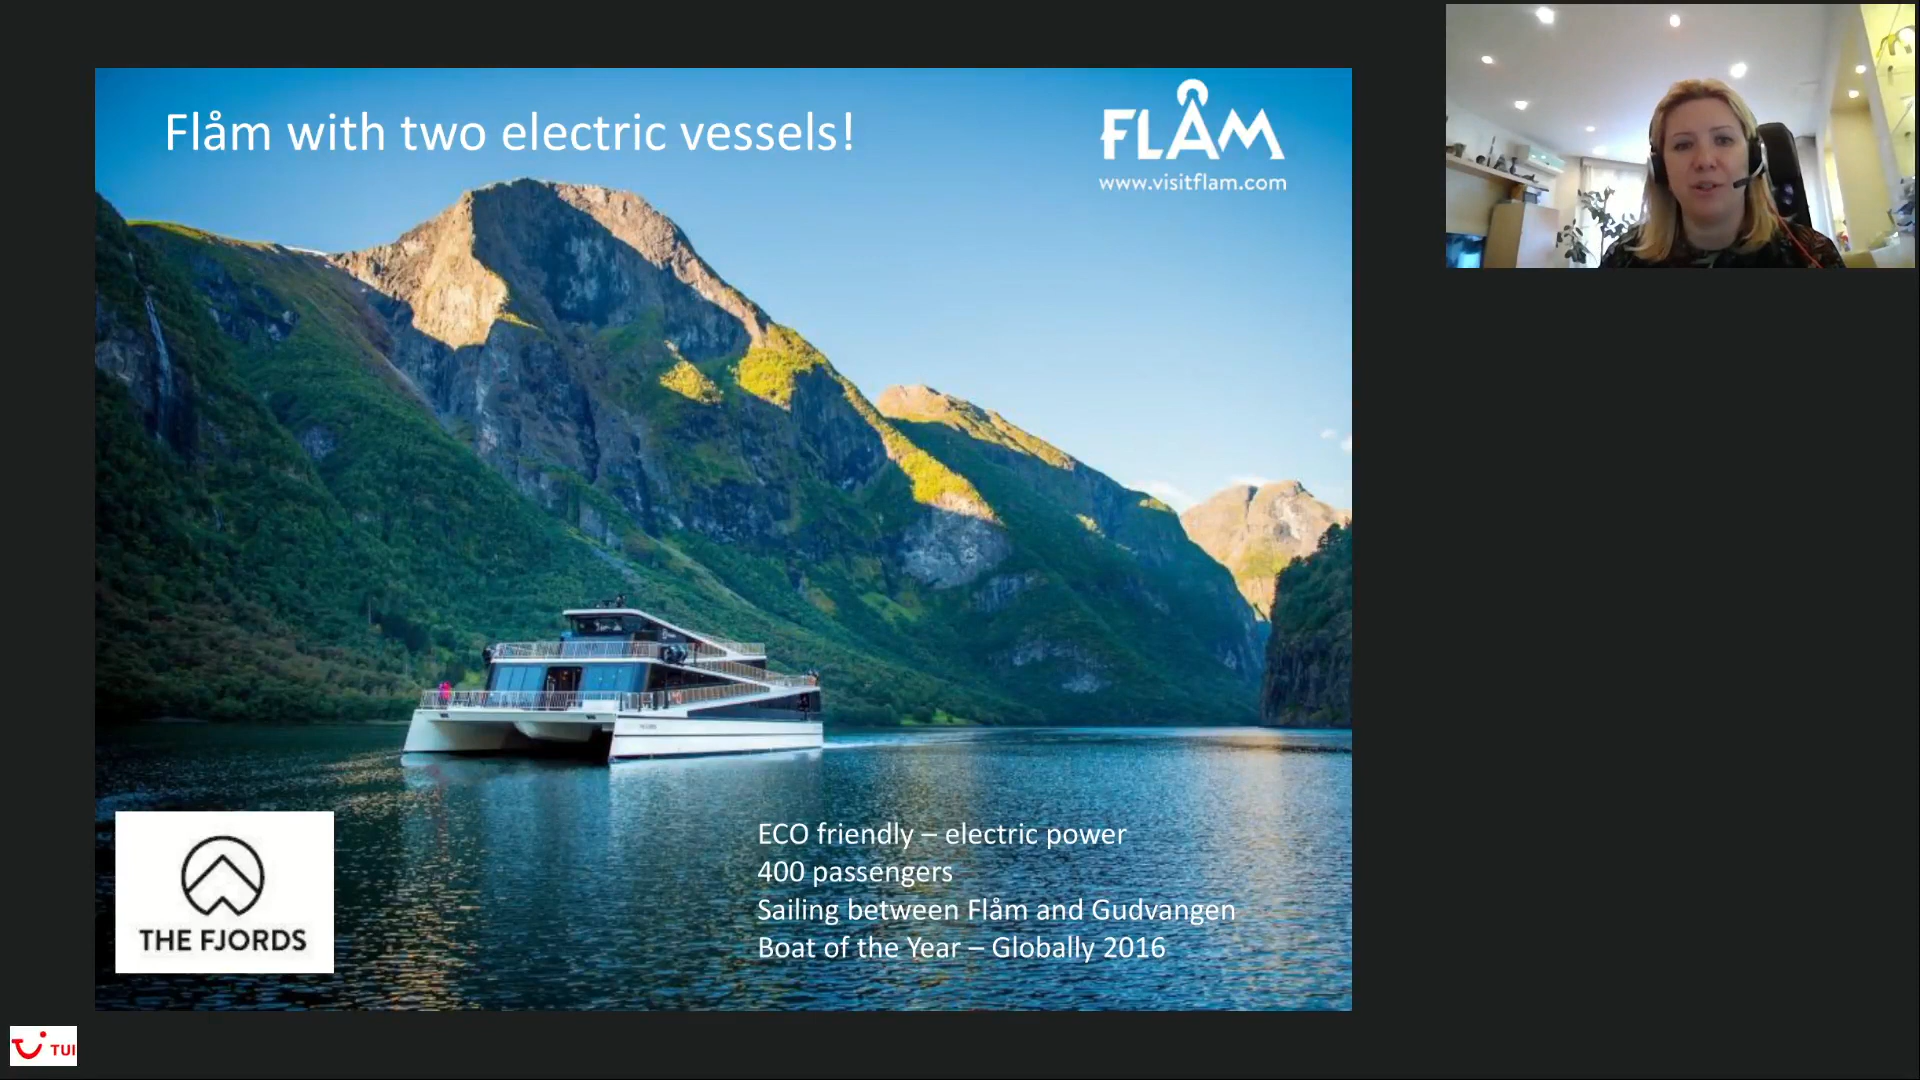 Flåm with two electric vessels!
FLÅM
www.visitflam.com
ECO friendly – electric power
400 passengers
Sailing between Flåm and Gudvangen
Boat of the Year – Globally 2016
THE FJORDS
TUI